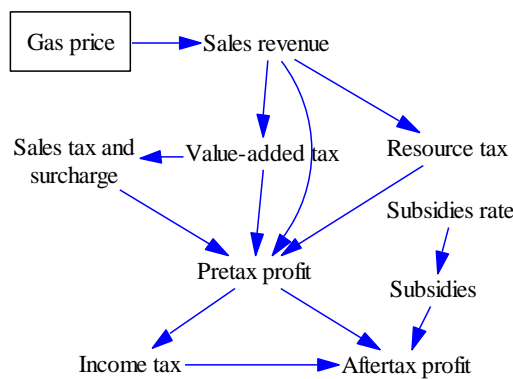 Gas price
Sales revenue
Sales tax and
surcharge
Value-added tax
Resource tax
Subsidies rate
Pretax profit
Subsidies
Income tax
Aftertax profit